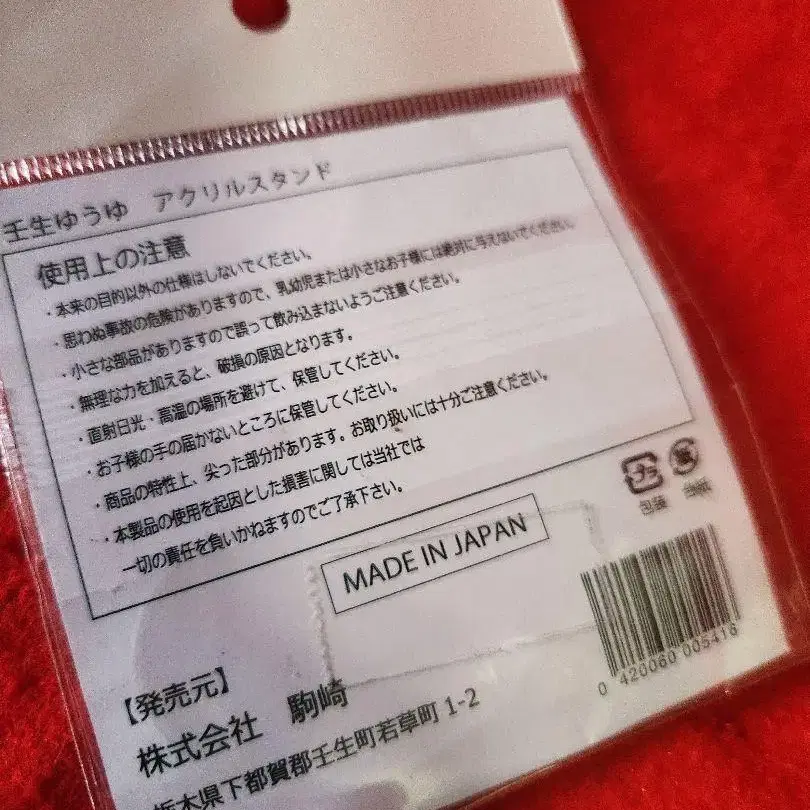 壬生ゆうゆ アクリルスタンド
使用上の注意
・本来の目的以外の仕様はしないでください。
・思わぬ事故の危険がありますので、乳幼児または小さなお子様には絶対に与えないでください。
・小さな部品がありますので誤って飲み込まないようご注意ください。
・無理な力を加えると、破損の原因となります。
・直射日光・高温の場所を避けて、保管してください。
・お子様の手の届かないところに保管してください。
・商品の特性上、尖った部分があります。お取り扱いには十分ご注意ください。
・本製品の使用を起因とした損害に関しては当社では
一切の責任を負いかねますのでご了承下さい。
プラ
包装
MADE IN JAPAN
0 420060 005416
【発売元】
株式会社 駒崎
栃木県下都賀郡壬生町若草町 1-2